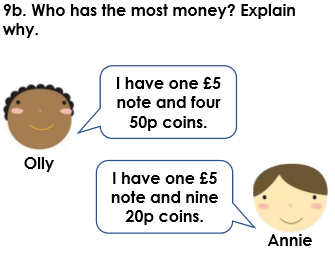 9b. Who has the most money? Explain
why.
I have one £5
note and four
50p coins.
Olly
I have one £5
note and nine
20p coins.
Annie